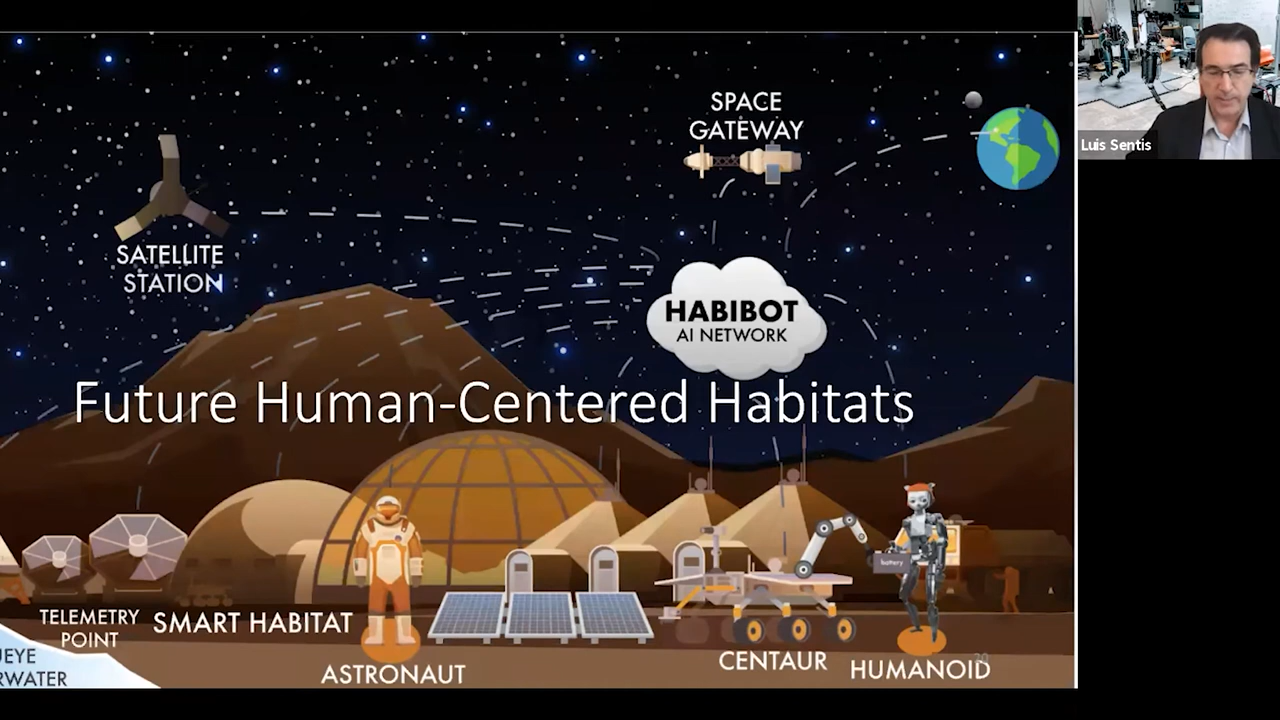 SPACE
GATEWAY
Luis Sentis
SATELLITE
STATION
HABIBOT
AI NETWORK
Future Human-Centered Habitats
battery
TELEMETRY
POINT
SMART HABITAT
ASTRONAUT
CENTAUR
HUMANOID